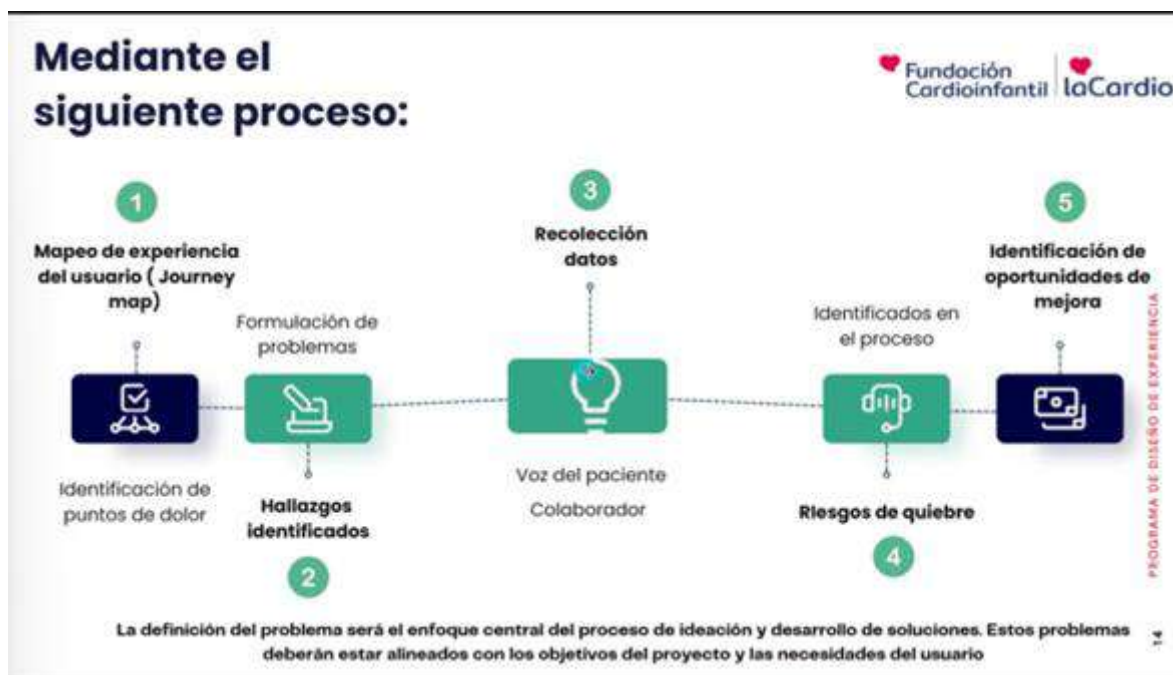 Mediante el
siguiente proceso:
Fundación
Cardioinfantil
laCardio
1
Mapeo de experiencia
del usuario ( Journey
map)
Identificación de
puntos de dolor
Formulación de
problemas
Hallazgos
identificados
2
3
Recolección
datos
Voz del paciente
Colaborador
Identificados en
el proceso
RIesgos de quiebre
4
5
Identificación de
oportunidades de
mejora
PROGRAMA DE DISEÑO DE EXPERIENCIA
La definición del problema será el enfoque central del proceso de ideación y desarrollo de soluciones. Estos problemas
deberán estar alineados con los objetivos del proyecto y las necesidades del usuario
14